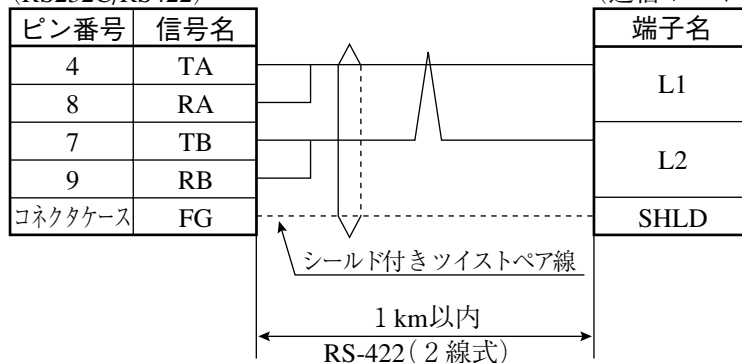 (RS232C/RS422)
ピン番号 信号名 端子名
4 TA
L1
8 RA
7 TB
L2
9 RB
コネクタケース FG SHLD
シールド付きツイストペア線
1 km以内
RS-422(2線式)